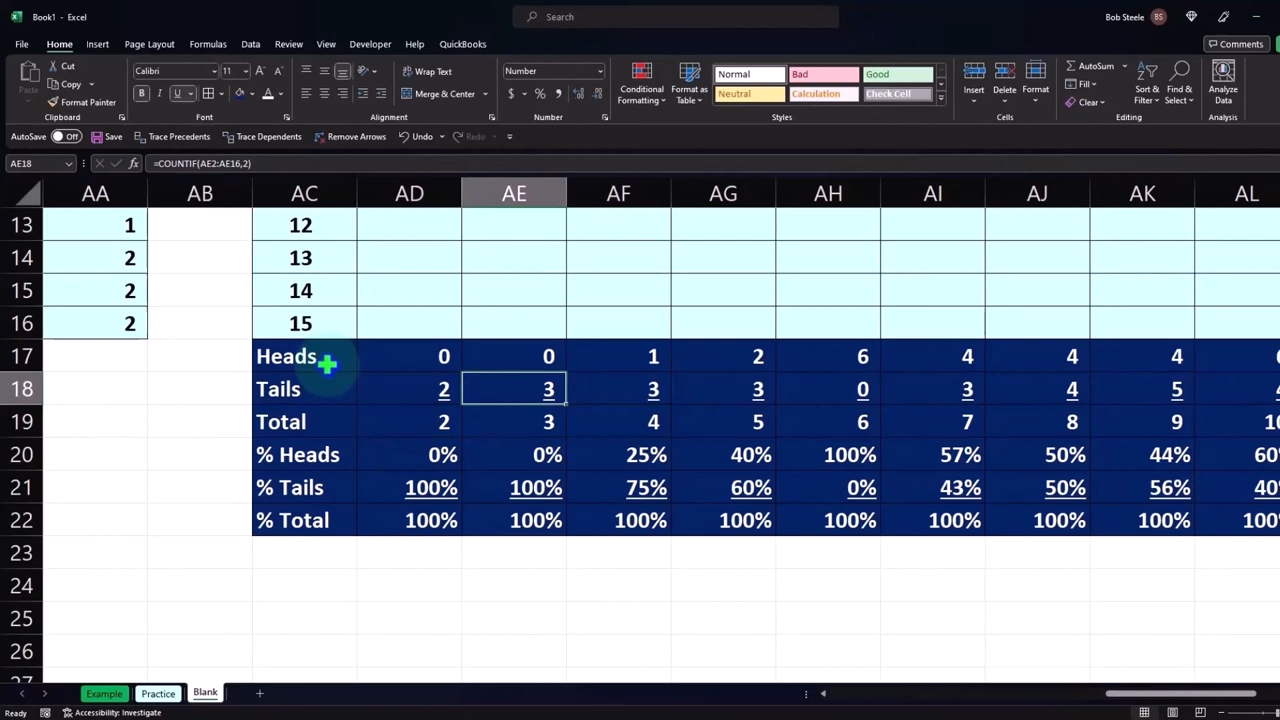 Book1 - Excel
Search
Bob Steele BS
File Home Insert Page Layout Formulas Data Review View Developer Help QuickBooks Comments
Paste Cut Copy Format Painter Clipboard
Calibri 11 B I U A Font
Wrap Text Merge & Center Alignment
Number $ % Number
Conditional Formatting Format as Table Normal Bad Good Neutral Calculation Check Cell Styles
Insert Delete Format Cells
AutoSum Fill Clear Sort & Filter Find & Select Editing
Analyze Data Analysis
AutoSave Off Save Trace Precedents Trace Dependents Remove Arrows Undo Redo
AE18 fx =COUNTIF(AE2:AE16,2)
AA AB AC AD AE AF AG AH AI AJ AK AL
13 1 12
14 2 13
15 2 14
16 2 15
17 Heads 0 0 1 2 6 4 4 4
18 Tails 2 3 3 3 0 3 4 5
19 Total 2 3 4 5 6 7 8 9 10
20 % Heads 0% 0% 25% 40% 100% 57% 50% 44% 60%
21 % Tails 100% 100% 75% 60% 0% 43% 50% 56% 40%
22 % Total 100% 100% 100% 100% 100% 100% 100% 100% 100%
23
24
25
26
27
Example Practice Blank
Ready Accessibility: Investigate